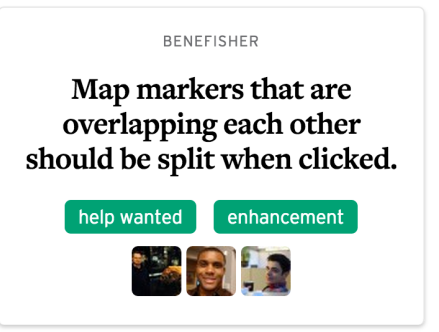 BENEFISHER
Map markers that are
overlapping each other
should be split when clicked.
help wanted enhancement